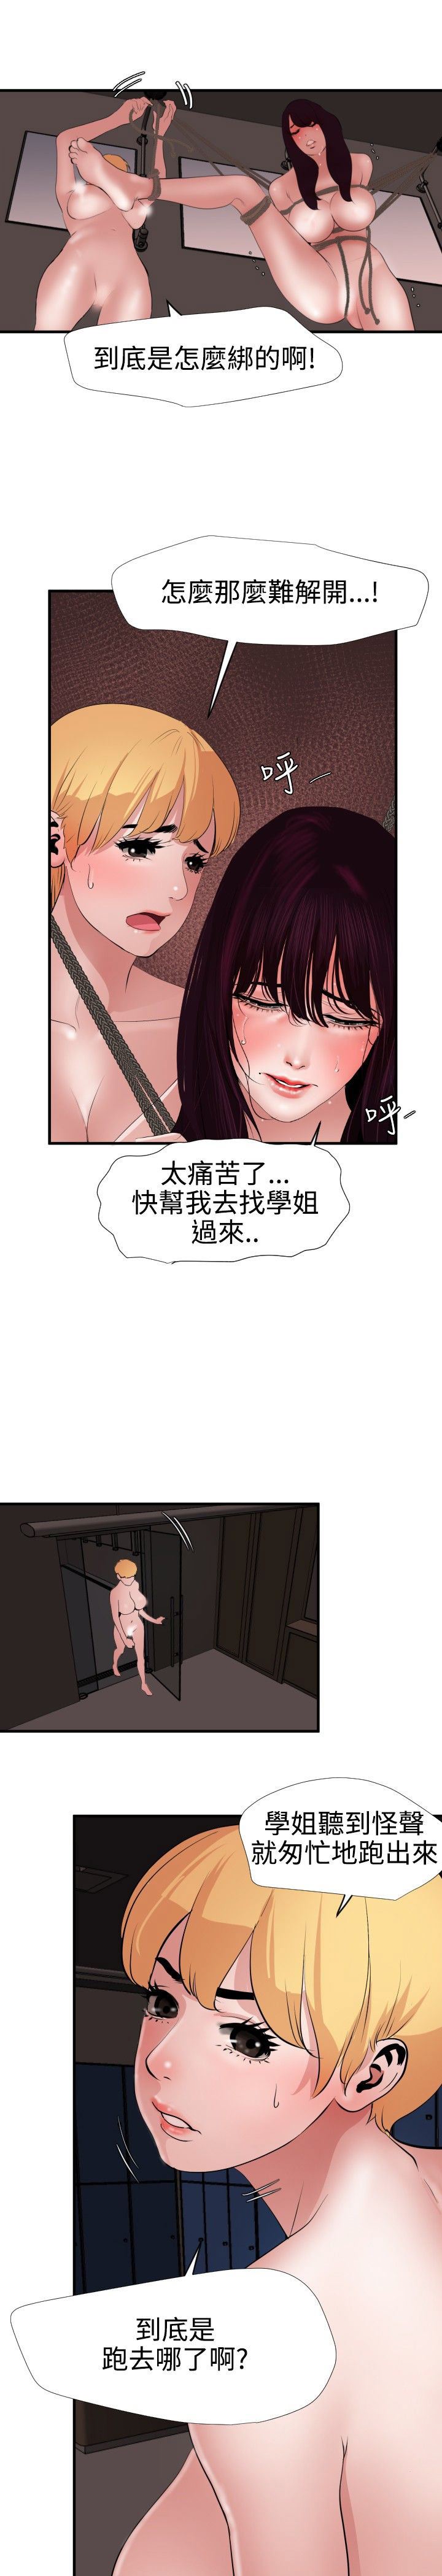 到底是怎麼綁的啊!
怎麼那麼難解開...!
呼
呼
太痛苦了...
快幫我去找學姐
過來..
學姐聽到怪聲
就匆忙地跑出來
到底是
跑去哪了啊?